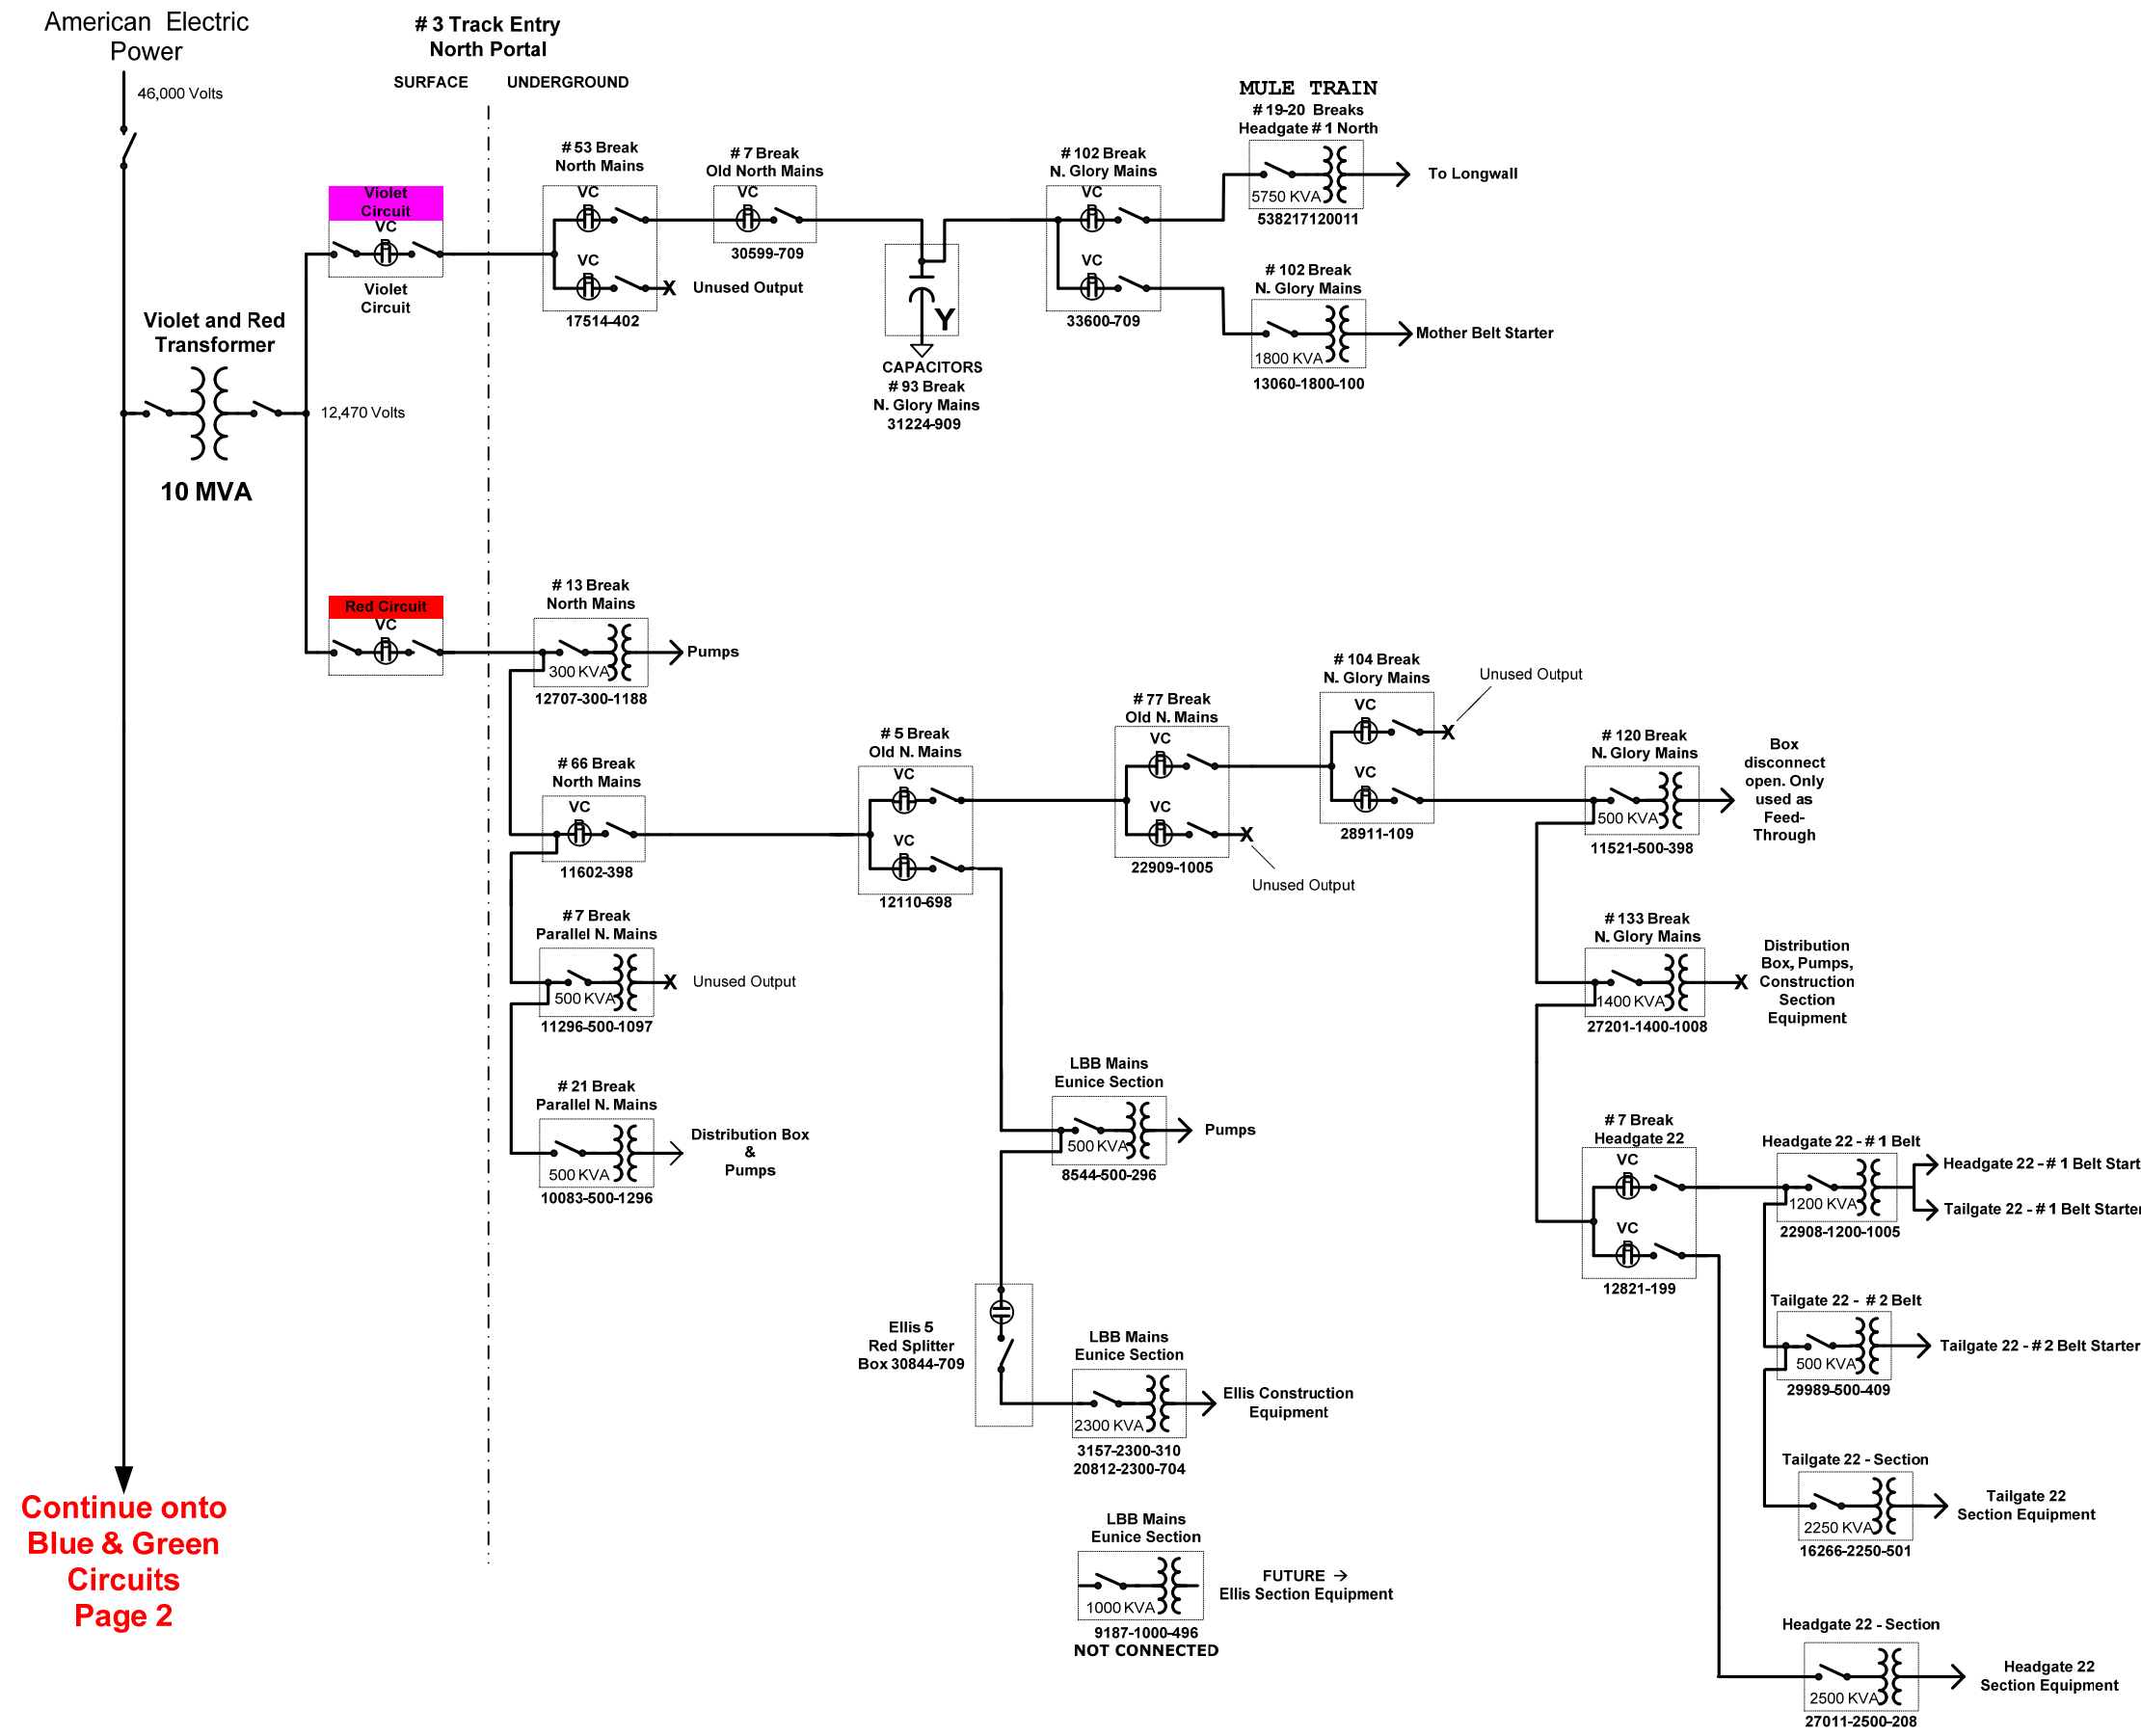 American Electric
Power
46,000 Volts
# 3 Track Entry
North Portal
SURFACE
UNDERGROUND
Violet
Circuit
VC
Violet
Circuit
Violet and Red
Transformer
10 MVA
12,470 Volts
# 53 Break
North Mains
VC
VC
17514-402
Unused Output
# 7 Break
Old North Mains
VC
30599-709
Y
CAPACITORS
# 93 Break
N. Glory Mains
31224-909
# 102 Break
N. Glory Mains
VC
VC
33600-709
MULE TRAIN
# 19-20 Breaks
Headgate # 1 North
5750 KVA
538217120011
To Longwall
# 102 Break
N. Glory Mains
1800 KVA
13060-1800-100
Mother Belt Starter
Red Circuit
VC
# 13 Break
North Mains
300 KVA
12707-300-1188
Pumps
# 66 Break
North Mains
VC
11602-398
# 7 Break
Parallel N. Mains
500 KVA
11296-500-1097
Unused Output
# 21 Break
Parallel N. Mains
500 KVA
10083-500-1296
Distribution Box
&
Pumps
# 5 Break
Old N. Mains
VC
VC
12110-698
# 77 Break
Old N. Mains
VC
VC
22909-1005
Unused Output
# 104 Break
N. Glory Mains
VC
VC
28911-109
Unused Output
# 120 Break
N. Glory Mains
500 KVA
11521-500-398
Box
disconnect
open. Only
used as
Feed-
Through
# 133 Break
N. Glory Mains
1400 KVA
27201-1400-1008
Distribution
Box, Pumps,
Construction
Section
Equipment
LBB Mains
Eunice Section
500 KVA
8544-500-296
Pumps
Ellis 5
Red Splitter
Box 30844-709
LBB Mains
Eunice Section
2300 KVA
3157-2300-310
20812-2300-704
Ellis Construction
Equipment
LBB Mains
Eunice Section
1000 KVA
9187-1000-496
NOT CONNECTED
FUTURE →
Ellis Section Equipment
# 7 Break
Headgate 22
VC
VC
12821-199
Headgate 22 - # 1 Belt
1200 KVA
22908-1200-1005
Headgate 22 - # 1 Belt Start
Tailgate 22 - # 1 Belt Starter
Tailgate 22 - # 2 Belt
500 KVA
29989-500-409
Tailgate 22 - # 2 Belt Starter
Tailgate 22 - Section
2250 KVA
16266-2250-501
Tailgate 22
Section Equipment
Headgate 22 - Section
2500 KVA
27011-2500-208
Headgate 22
Section Equipment
Continue onto
Blue & Green
Circuits
Page 2